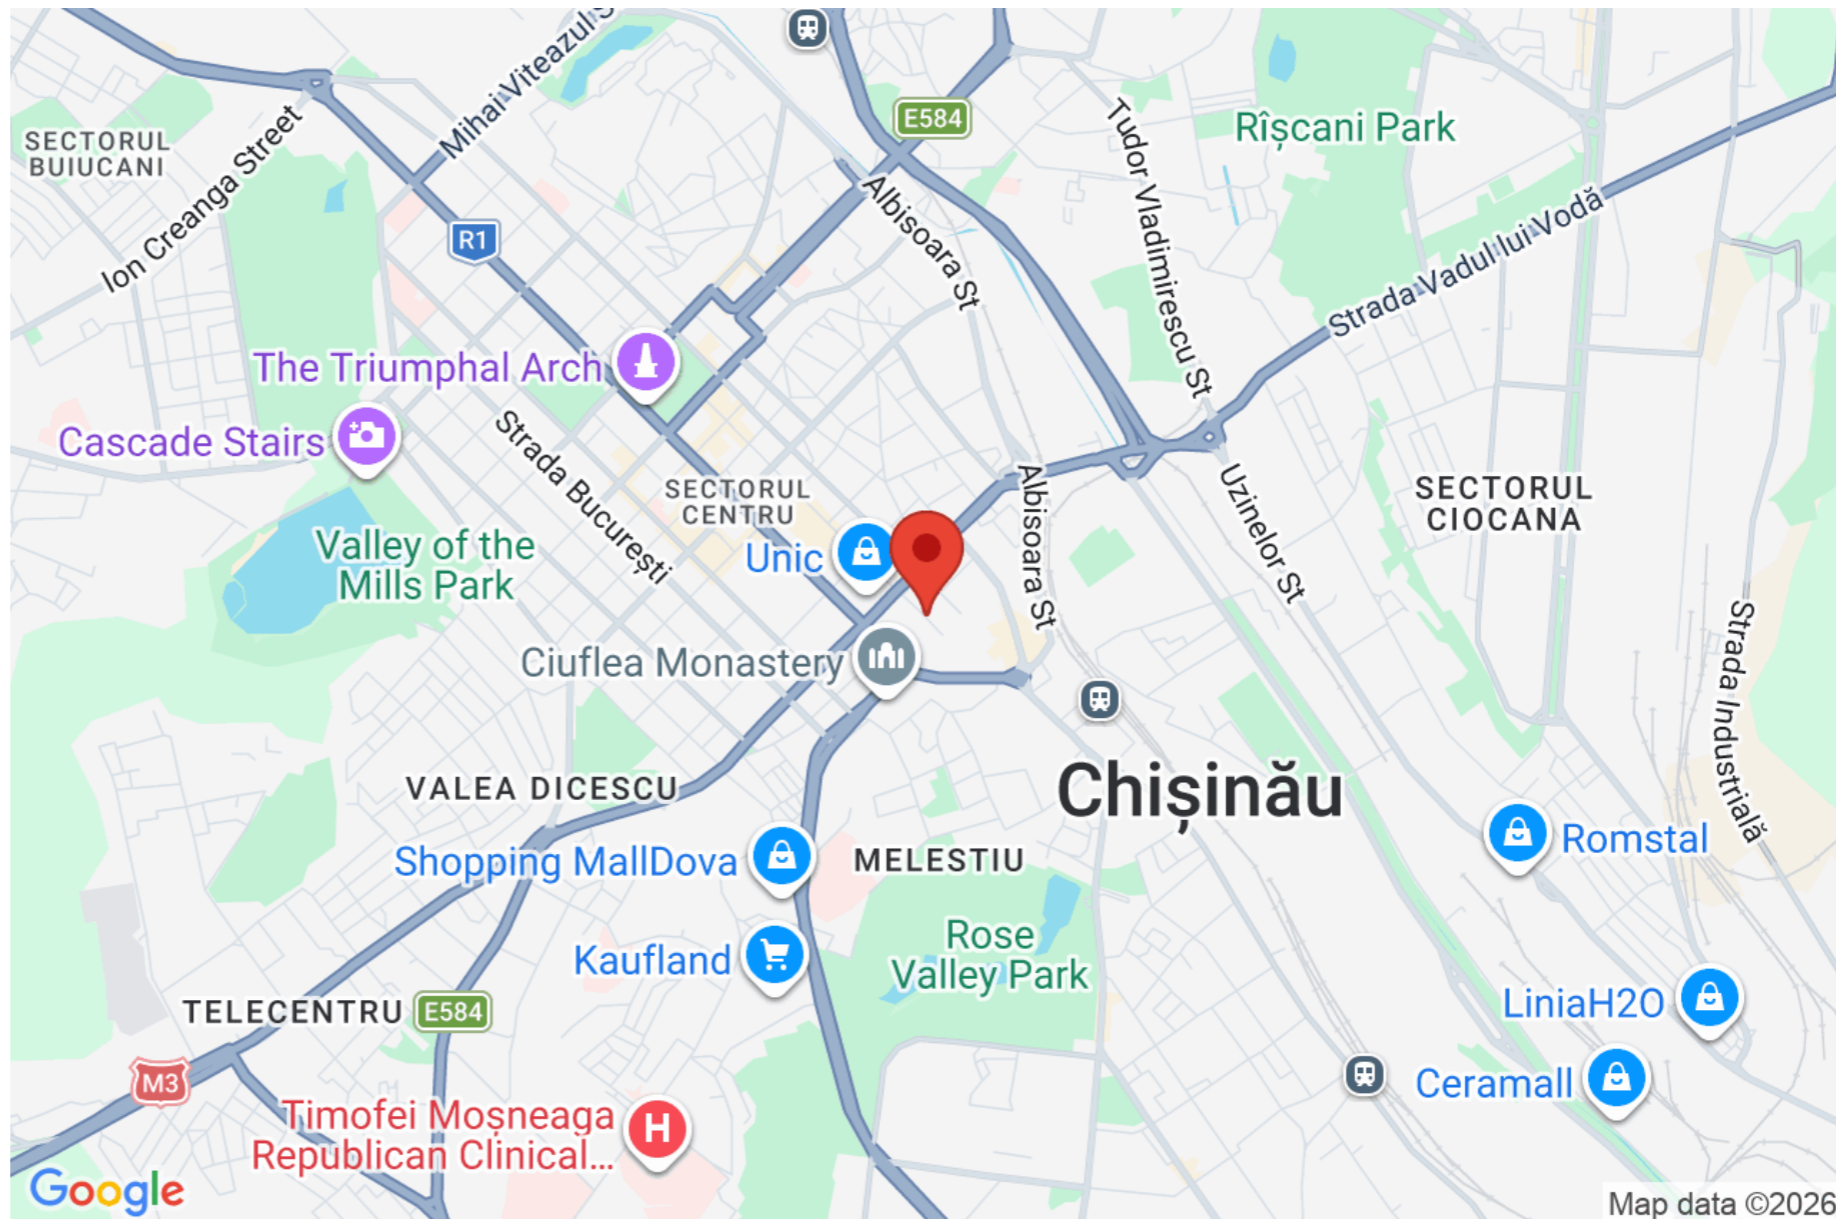 Mihai Viteazul S
E584
Rîșcani Park
SECTORUL
BUIUCANI
Ion Creanga Street
Tudor Vladimirescu St
Albisoara St
R1
Strada Vadul lui Vodă
The Triumphal Arch
Cascade Stairs
Strada București
SECTORUL
CENTRU
Albisoara St
Uzinelor St
SECTORUL
CIOCANA
Valley of the
Mills Park
Unic
Ciuflea Monastery
Strada Industrială
VALEA DICESCU
Chișinău
Shopping MallDova
MELESTIU
Romstal
Rose
Valley Park
Kaufland
TELECENTRU
E584
LiniaH2O
M3
Ceramall
Timofei Moșneaga
Republican Clinical...
H
Google
Map data ©2026